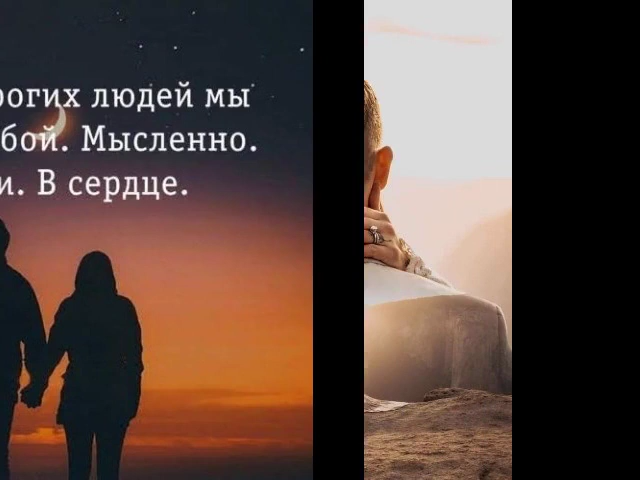 рогих людей мы
бой. Мысленно.
и. В сердце.